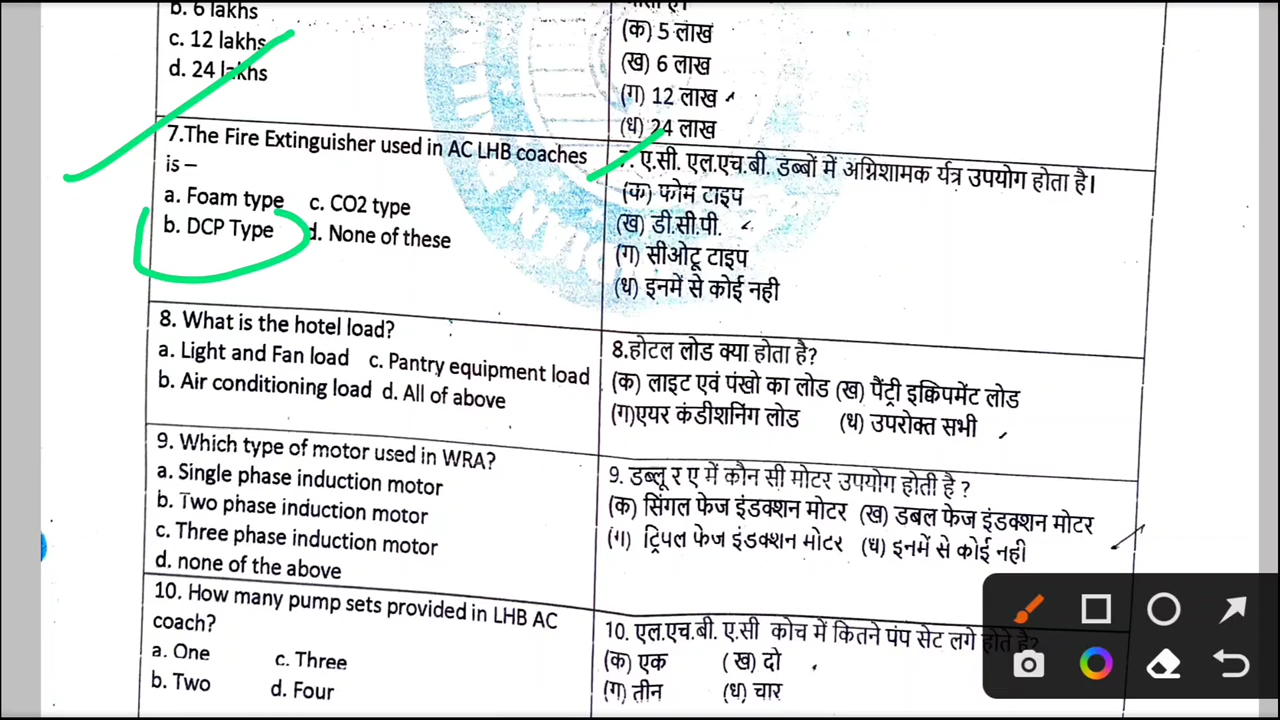 b. 6 lakhs
c. 12 lakhs
d. 24 lakhs
(क) 5 लाख
(ख) 6 लाख
(ग) 12 लाख
(ध) 24 लाख
7.The Fire Extinguisher used in AC LHB coaches
is –
a. Foam type c. CO2 type
b. DCP Type d. None of these
7. ए.सी. एल.एच.बी. डब्बों में अग्निशामक र्यत्र उपयोग होता है।
(क) फोम टाइप
(ख) डी.सी.पी.
(ग) सीओटू टाइप
(ध) इनमें से कोई नही
8. What is the hotel load?
a. Light and Fan load c. Pantry equipment load
b. Air conditioning load d. All of above
8.होटल लोड क्या होता है?
(क) लाइट एवं पंखो का लोड (ख) पैंट्री इक्विपमेंट लोड
(ग)एयर कंडीशनिंग लोड (ध) उपरोक्त सभी
9. Which type of motor used in WRA?
a. Single phase induction motor
b. Two phase induction motor
c. Three phase induction motor
d. none of the above
9. डब्लू र ए में कौन सी मोटर उपयोग होती है ?
(क) सिंगल फेज इंडक्शन मोटर (ख) डबल फेज इंडक्शन मोटर
(ग) ट्रिपल फेज इंडक्शन मोटर (ध) इनमें से कोई नही
10. How many pump sets provided in LHB AC
coach?
a. One c. Three
b. Two d. Four
10. एल.एच.बी. ए.सी कोच में कितने पंप सेट लगे होते है?
(क) एक (ख) दो
(ग) तीन (ध) चार